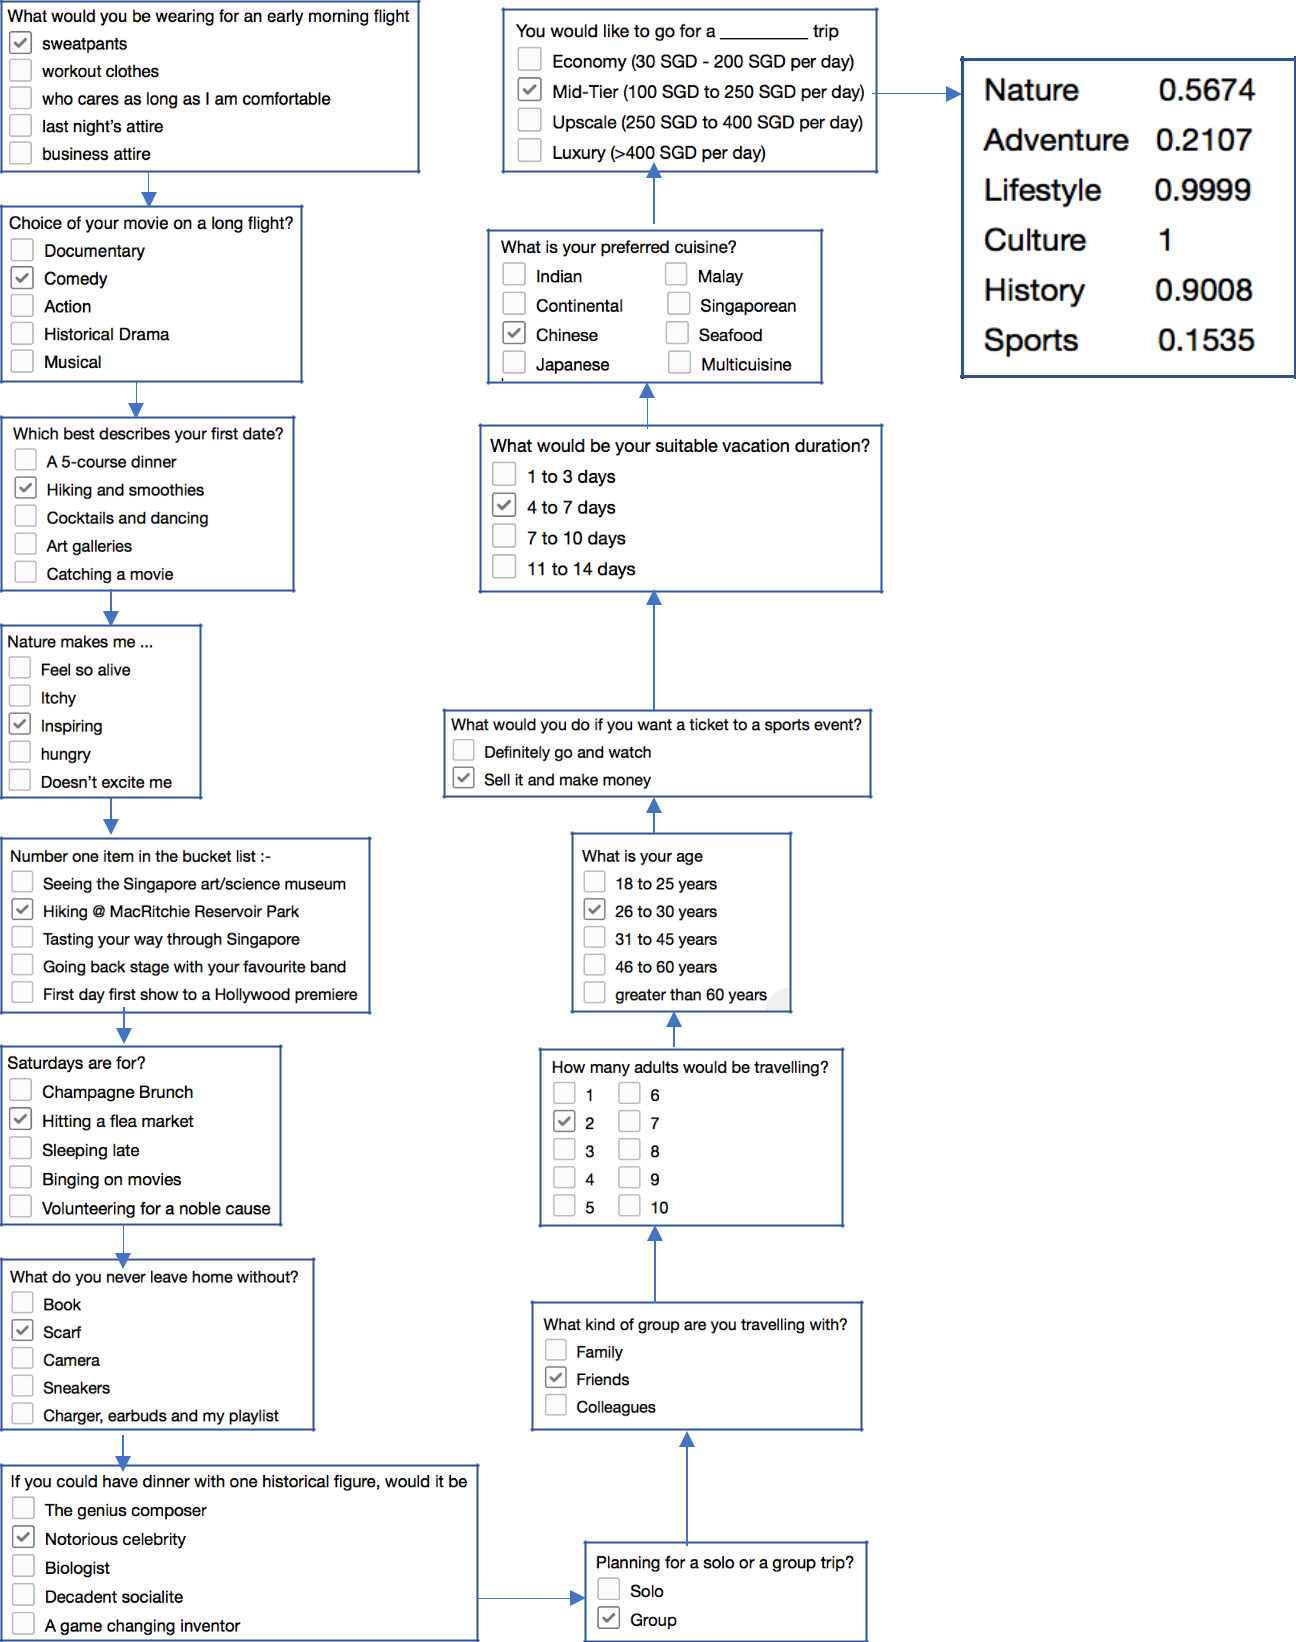 What would you be wearing for an early morning flight
sweatpants
workout clothes
who cares as long as I am comfortable
last night's attire
business attire
Choice of your movie on a long flight?
Documentary
Comedy
Action
Historical Drama
Musical
Which best describes your first date?
A 5-course dinner
Hiking and smoothies
Cocktails and dancing
Art galleries
Catching a movie
Nature makes me ...
Feel so alive
Itchy
Inspiring
hungry
Doesn't excite me
Number one item in the bucket list :-
Seeing the Singapore art/science museum
Hiking @ MacRitchie Reservoir Park
Tasting your way through Singapore
Going back stage with your favourite band
First day first show to a Hollywood premiere
Saturdays are for?
Champagne Brunch
Hitting a flea market
Sleeping late
Binging on movies
Volunteering for a noble cause
What do you never leave home without?
Book
Scarf
Camera
Sneakers
Charger, earbuds and my playlist
If you could have dinner with one historical figure, would it be
The genius composer
Notorious celebrity
Biologist
Decadent socialite
A game changing inventor
Planning for a solo or a group trip?
Solo
Group
What kind of group are you travelling with?
Family
Friends
Colleagues
How many adults would be travelling?
1 6
2 7
3 8
4 9
5 10
What is your age
18 to 25 years
26 to 30 years
31 to 45 years
46 to 60 years
greater than 60 years
What would you do if you want a ticket to a sports event?
Definitely go and watch
Sell it and make money
What would be your suitable vacation duration?
1 to 3 days
4 to 7 days
7 to 10 days
11 to 14 days
What is your preferred cuisine?
Indian Malay
Continental Singaporean
Chinese Seafood
Japanese Multicuisine
You would like to go for a _________ trip
Economy (30 SGD - 200 SGD per day)
Mid-Tier (100 SGD to 250 SGD per day)
Upscale (250 SGD to 400 SGD per day)
Luxury (>400 SGD per day)
Nature 0.5674
Adventure 0.2107
Lifestyle 0.9999
Culture 1
History 0.9008
Sports 0.1535